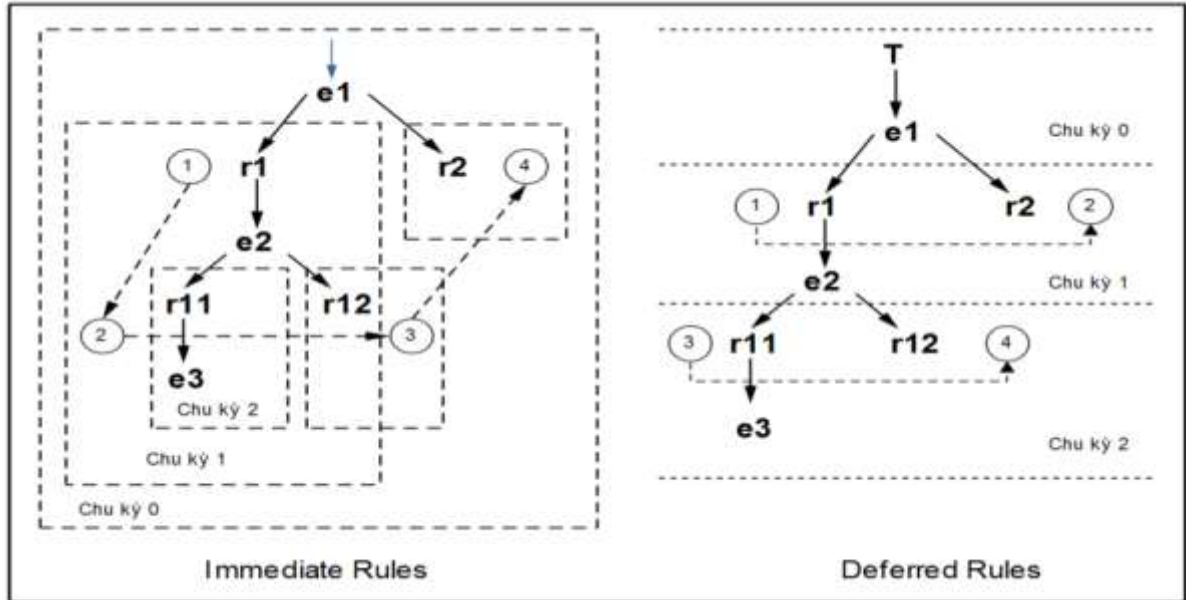 e1
1
r1
r2
4
e2
r11
r12
2
3
e3
Chu kỳ 2
Chu kỳ 1
Chu kỳ 0
Immediate Rules
T
e1
Chu kỳ 0
1
r1
r2
2
e2
Chu kỳ 1
3
r11
r12
4
e3
Chu kỳ 2
Deferred Rules